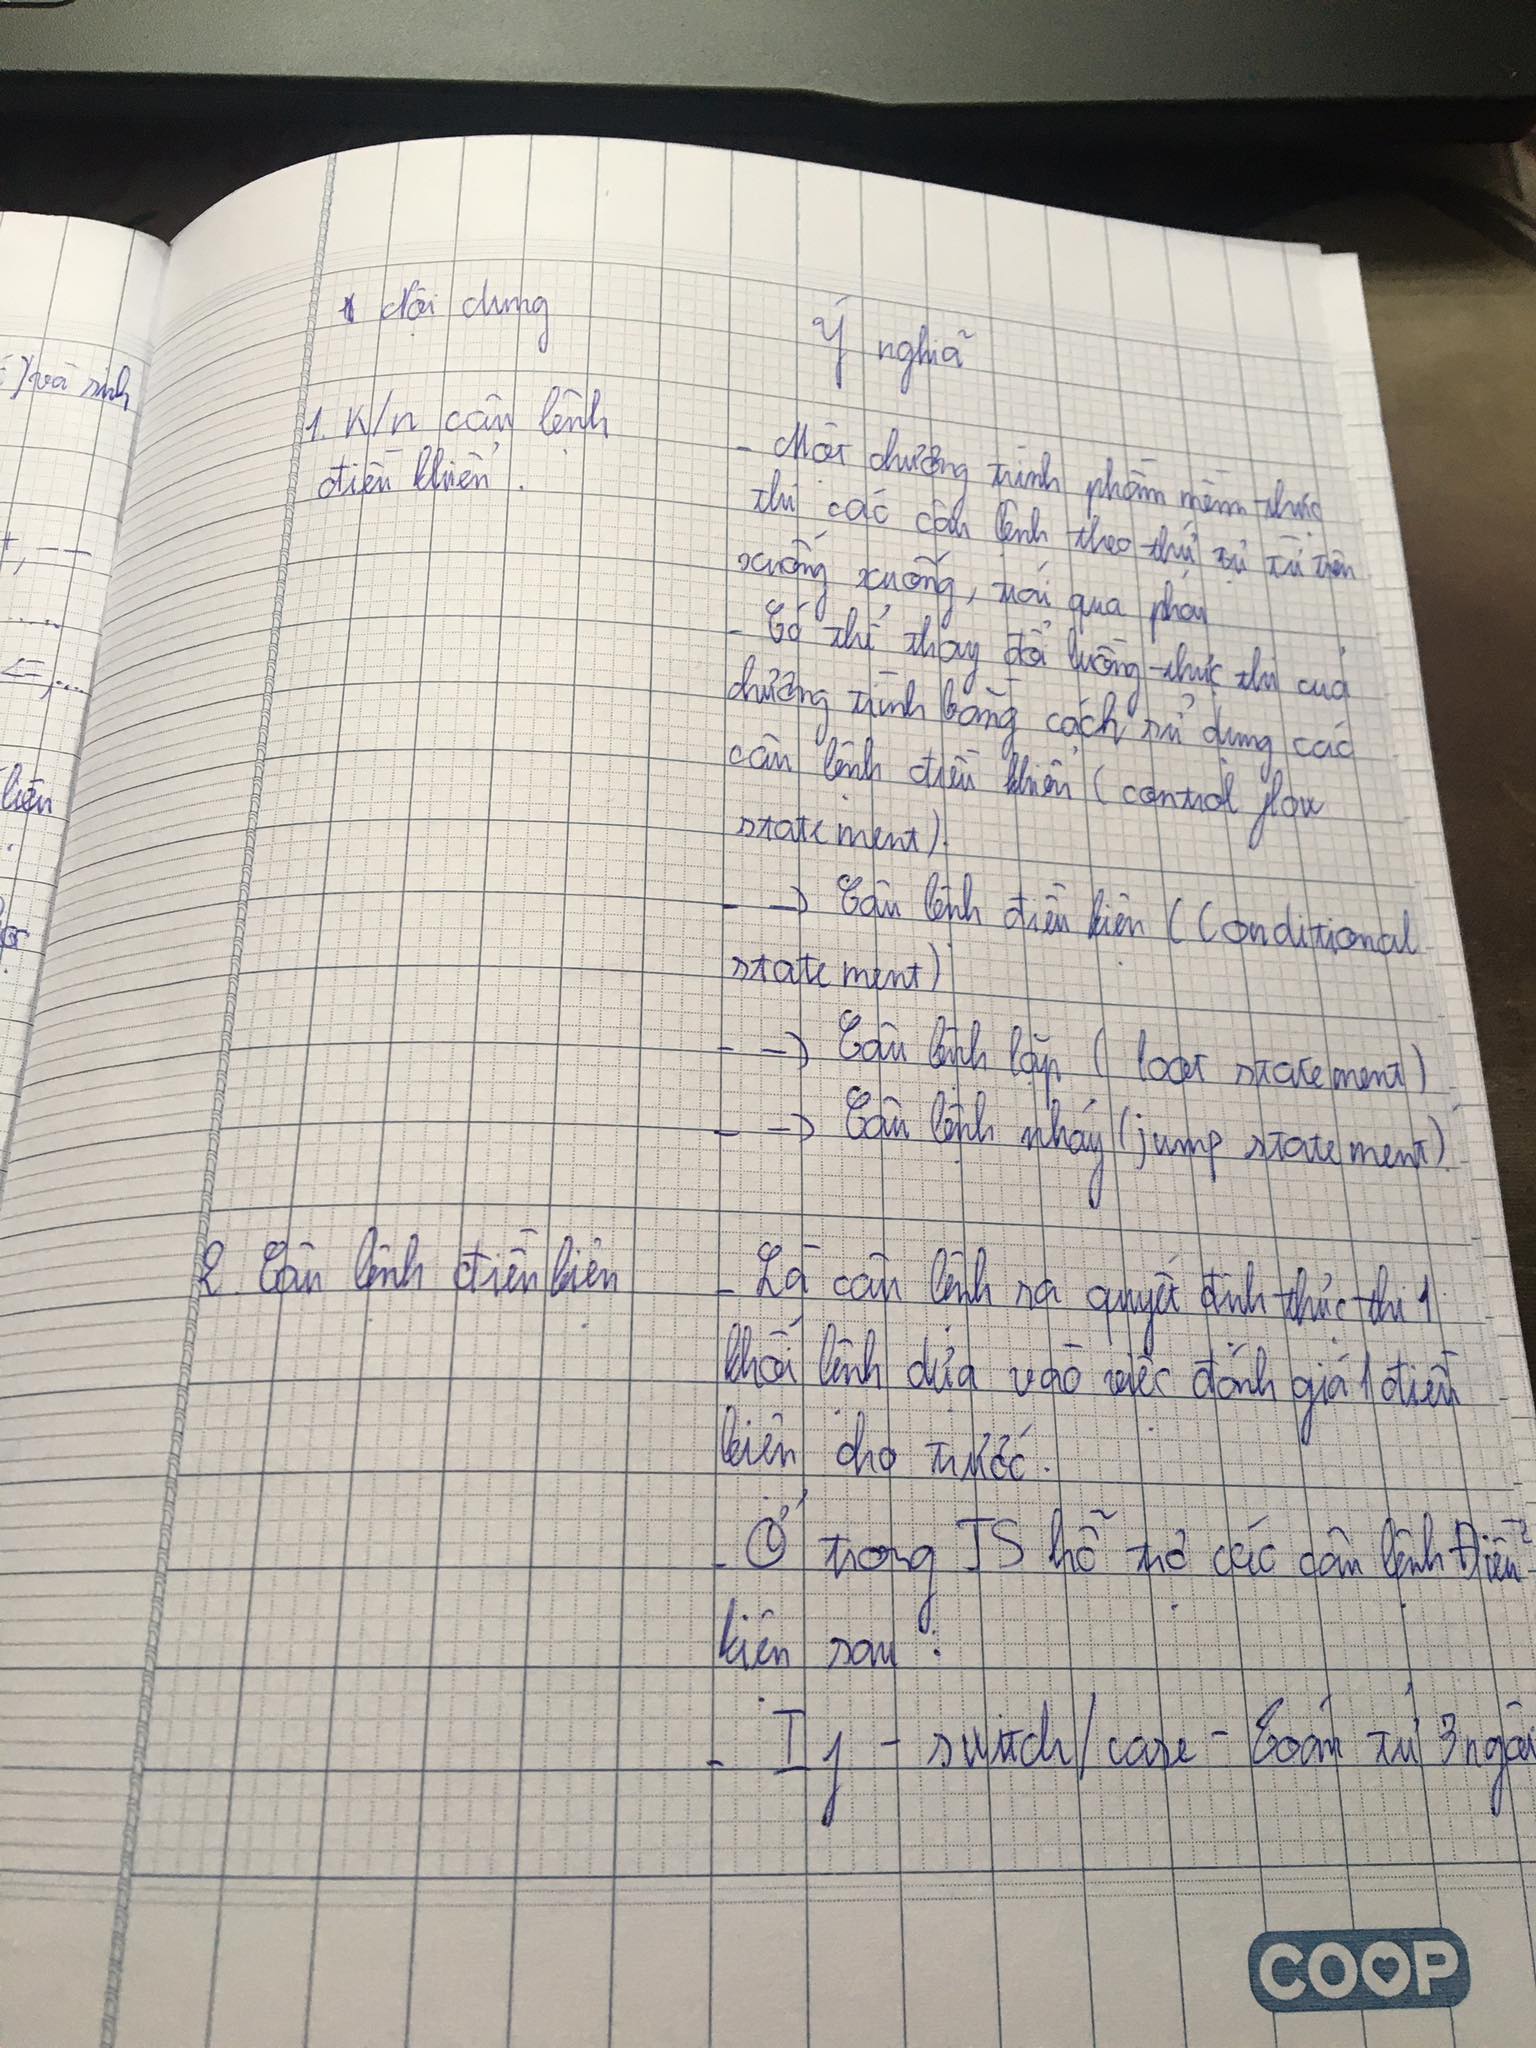 ) và sinh
+, --
....
<=,...
liện
Nội dung
Ý nghĩa
1. K/n câu lệnh
điều khiển.
- Một chương trình phầm mềm thực
thi các câu lệnh theo thứ tự từ trên
xuống xuống, trái qua phải
- Có thể thay đổi luồng thực thi của
chương trình bằng cách sử dụng các
câu lệnh điều khiển (control flow
statement).
- → Câu lệnh điều kiện (Conditional
statement)
- → Câu lệnh lặp ( loot statement)
- → Câu lệnh nhảy (jump statement)
2. Câu lệnh điều kiện
- Là câu lệnh ra quyết định thực thi 1
khối lệnh dựa vào việc đánh giá 1 điều
kiện cho trước.
- Ở trong JS hỗ trợ các câu lệnh Điều
kiện sau :
- If - switch/case - Toán tử 3 ngôi
COOP